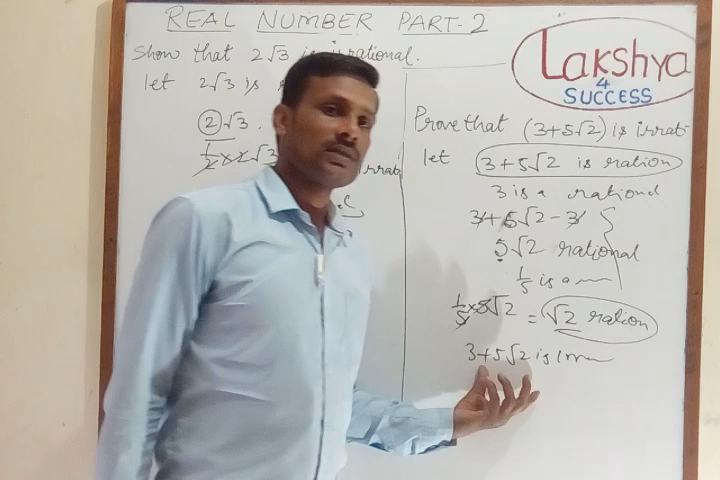 REAL NUMBER PART-2
Show that 2√3 is irrational.
let 2√3 is
2√3.
1/2 × 2√3
Lakshya
4
SUCCESS
Prove that (3+5√2) is irrati
let (3+5√2 is ration
3 is a rational
3+5√2-3
5√2 rational
1/5 is a
1/5 × 5√2 = √2 ration
3+5√2 is